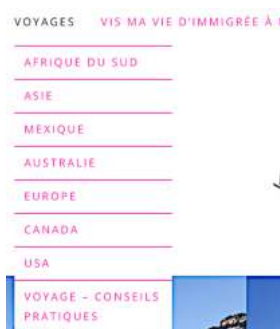 VOYAGES VIS MA VIE D'IMMIGRÉE À
AFRIQUE DU SUD
ASIE
MEXIQUE
AUSTRALIE
EUROPE
CANADA
USA
VOYAGE – CONSEILS
PRATIQUES